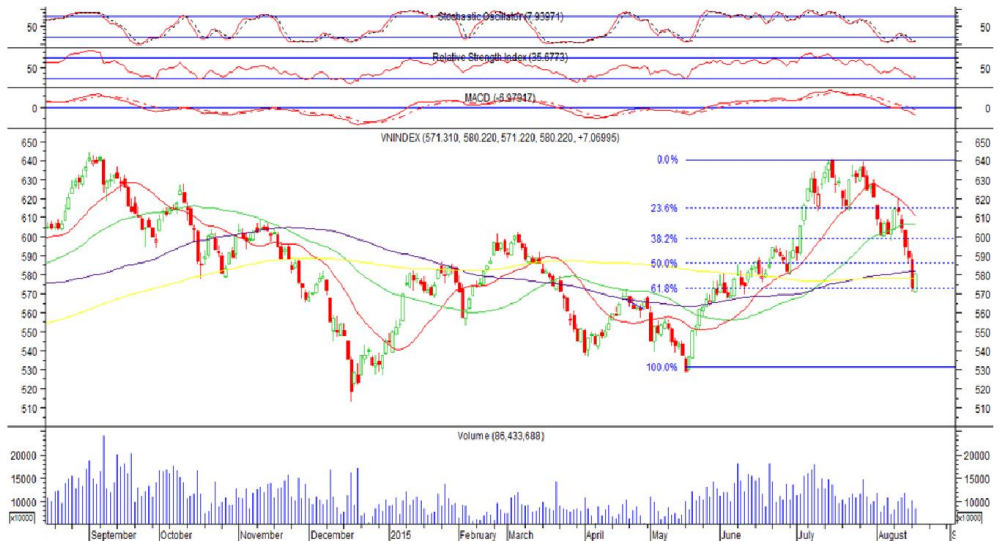 Stochastic Oscillator (7.93971)
50 50
Relative Strength Index (35.6773)
50 50
MACD (-6.97917)
0 0
VNINDEX (571.310, 580.220, 571.220, 580.220, +7.06995)
650 650
640 0.0% 640
630 630
620 620
610 23.6% 610
600 38.2% 600
590 590
580 50.0% 580
570 61.8% 570
560 560
550 550
540 540
530 100.0% 530
520 520
510 510
Volume (86,433,688)
20000 20000
15000 15000
10000 10000
x10000 x10000
September October November December 2015 February March April May June July August S